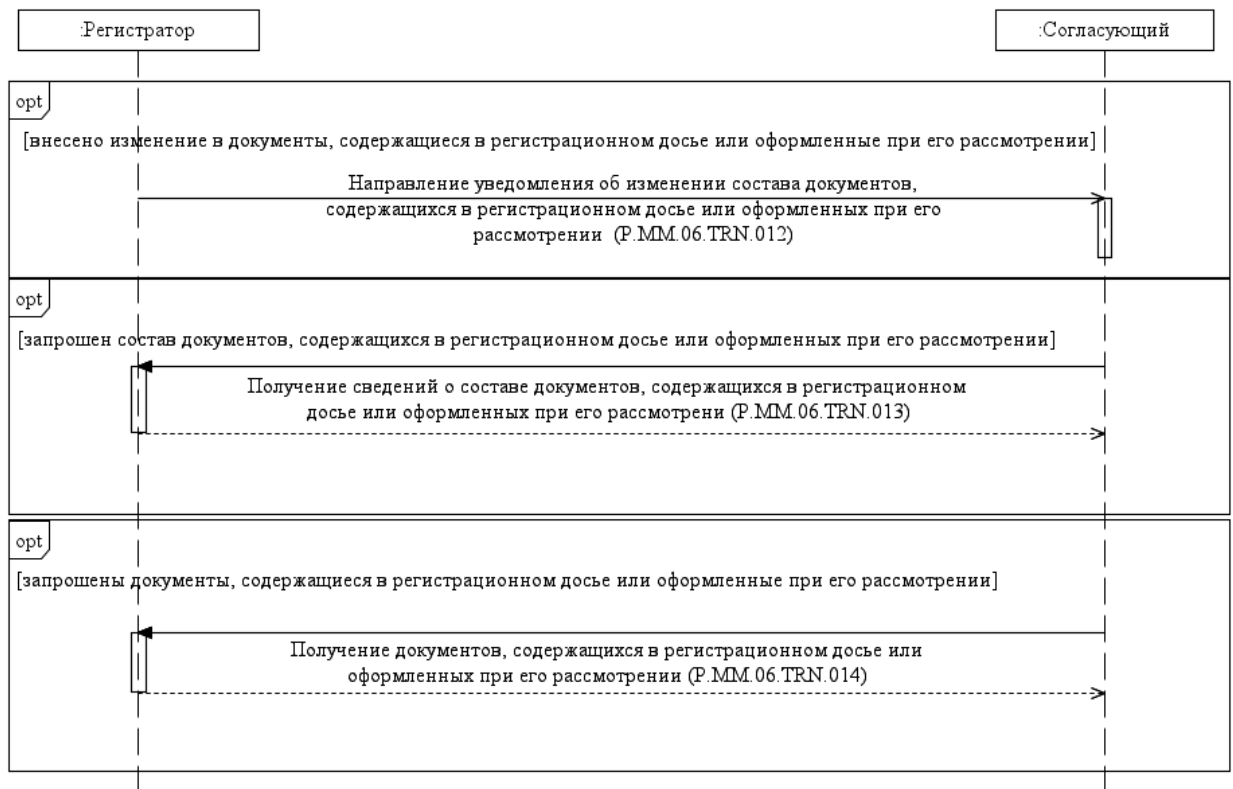 :Регистратор
:Согласующий
opt
[внесено изменение в документы, содержащиеся в регистрационном досье или оформленные при его рассмотрении]
Направление уведомления об изменении состава документов,
содержащихся в регистрационном досье или оформленных при его
рассмотрении (P.MM.06.TRN.012)
opt
[запрошен состав документов, содержащихся в регистрационном досье или оформленных при его рассмотрении]
Получение сведений о составе документов, содержащихся в регистрационном
досье или оформленных при его рассмотрени (P.MM.06.TRN.013)
opt
[запрошены документы, содержащиеся в регистрационном досье или оформленные при его рассмотрении]
Получение документов, содержащихся в регистрационном досье или
оформленных при его рассмотрении (P.MM.06.TRN.014)